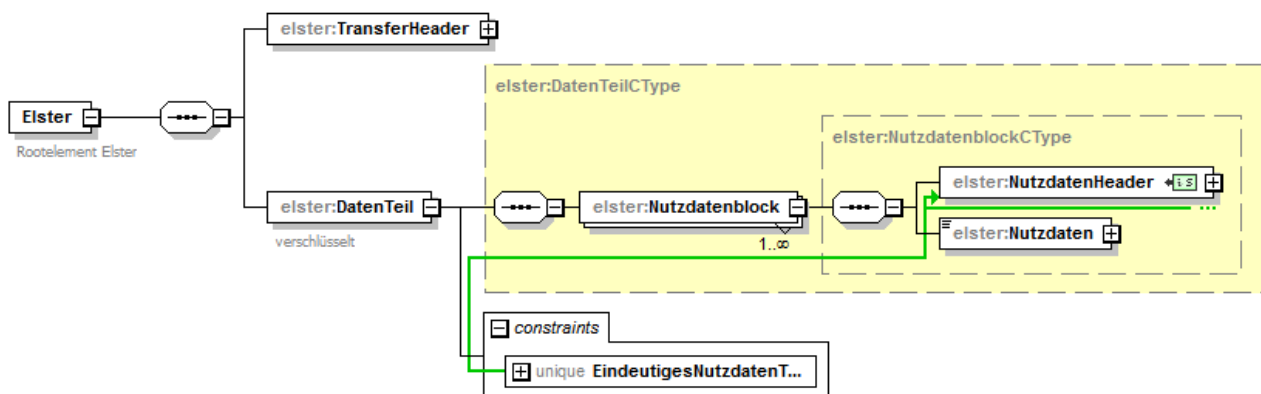 elster:TransferHeader
elster:DatenTeilCType
Elster
Rootelement Elster
elster:NutzdatenblockCType
elster:NutzdatenHeader
i s
elster:DatenTeil
verschlüsselt
elster:Nutzdatenblock
1..∞
...
elster:Nutzdaten
constraints
unique EindeutigesNutzdatenT...